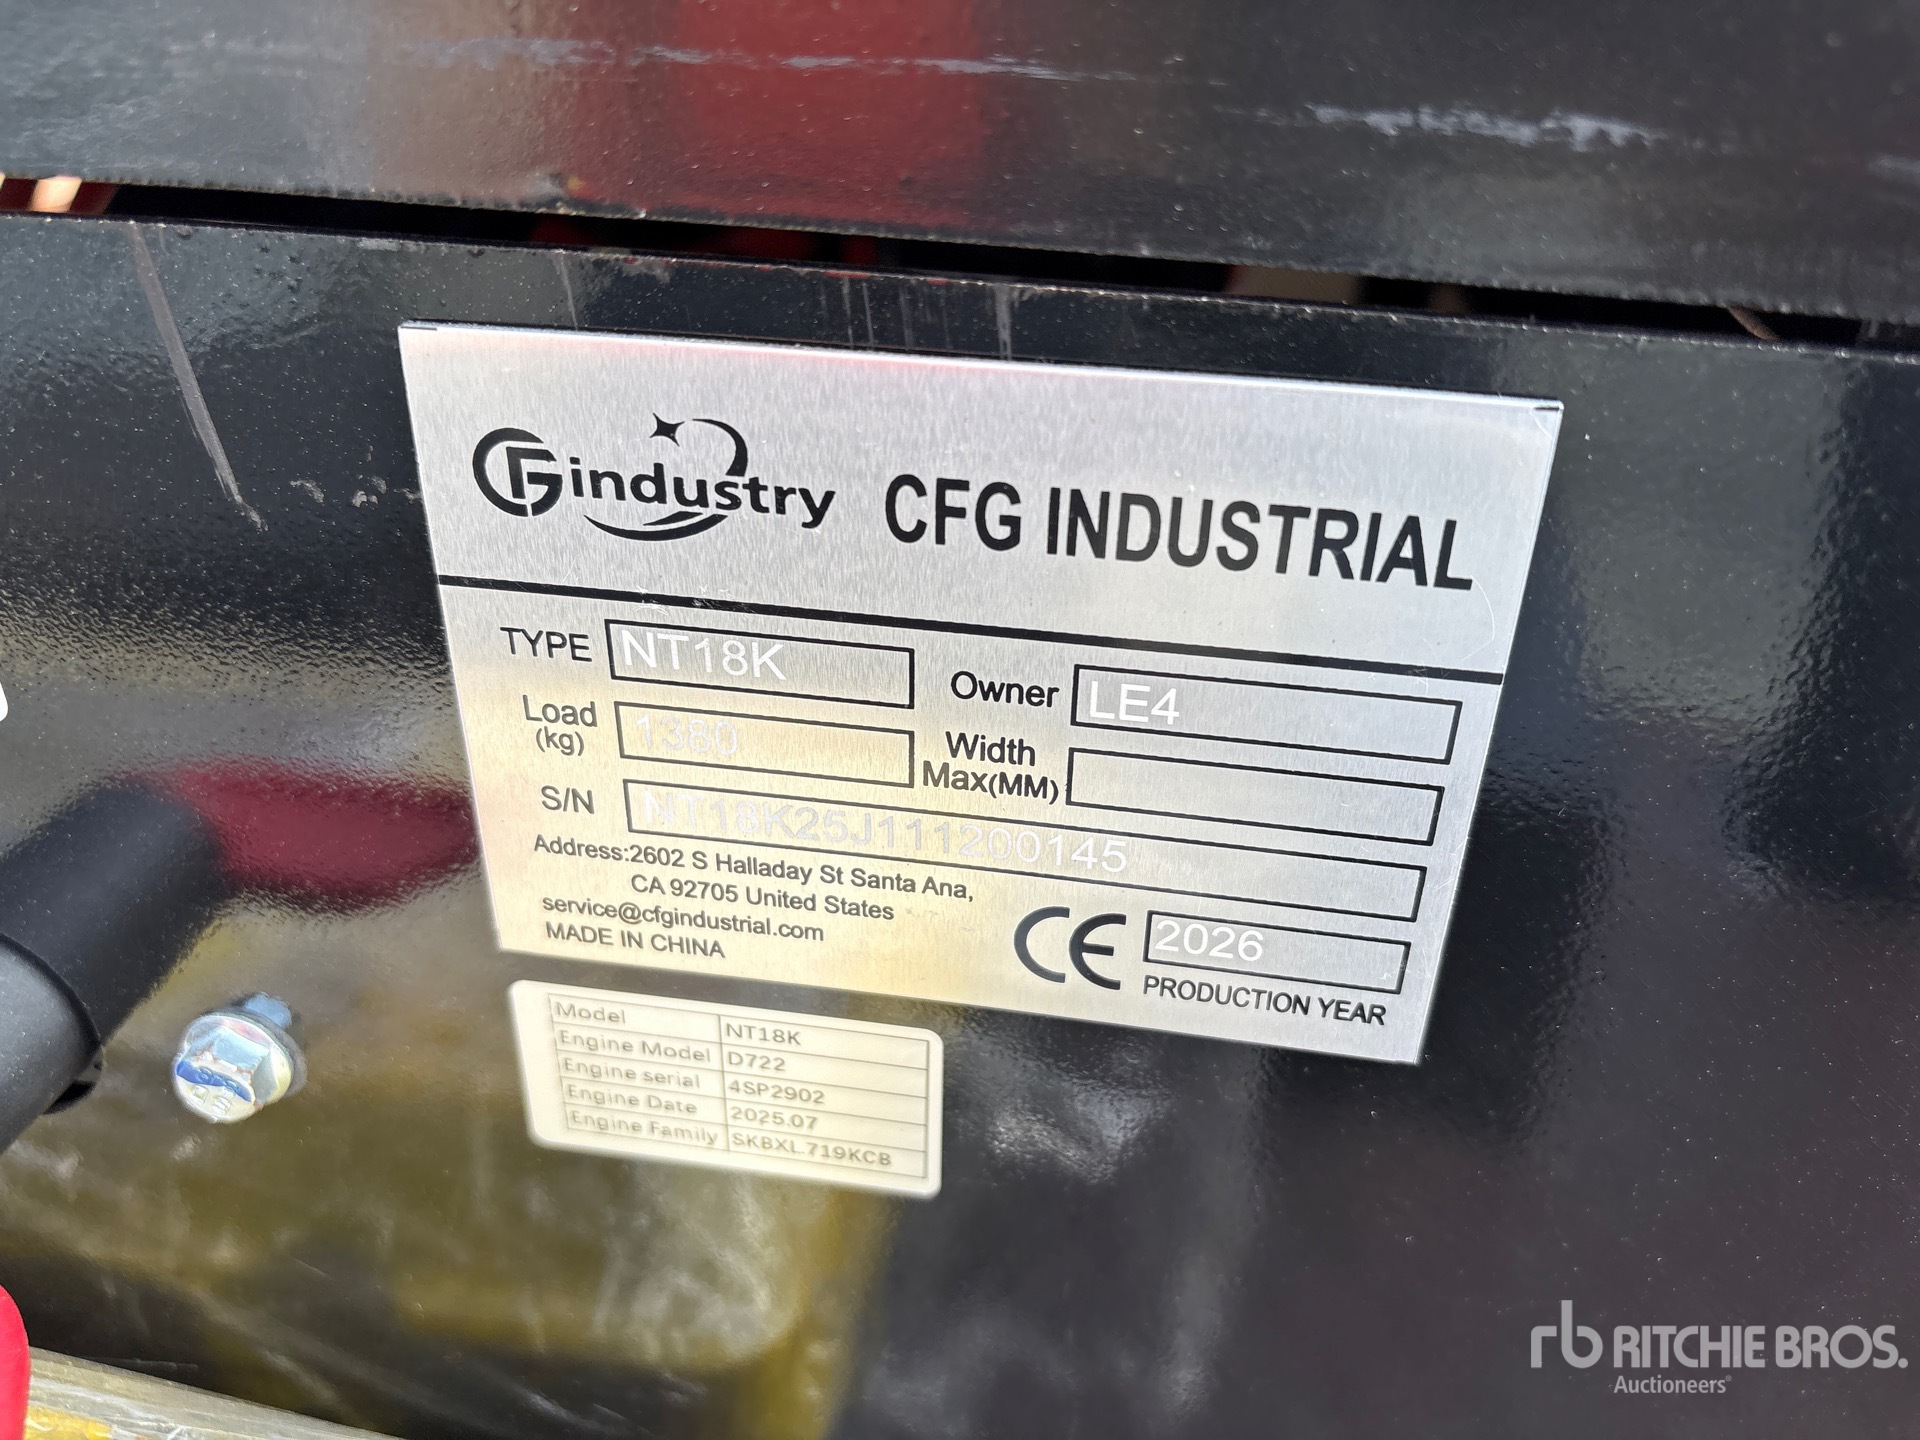 CFGindustry CFG INDUSTRIAL
TYPE NT18K Owner LE4
Load (kg) 1380 Width Max(MM)
S/N NT18K25J111200145
Address:2602 S Halladay St Santa Ana,
CA 92705 United States
service@cfgindustrial.com
MADE IN CHINA
CE 2026
PRODUCTION YEAR
Model NT18K
Engine Model D722
Engine serial 4SP2902
Engine Date 2025.07
Engine Family SKBXL.719KCB
rb RITCHIE BROS.
Auctioneers